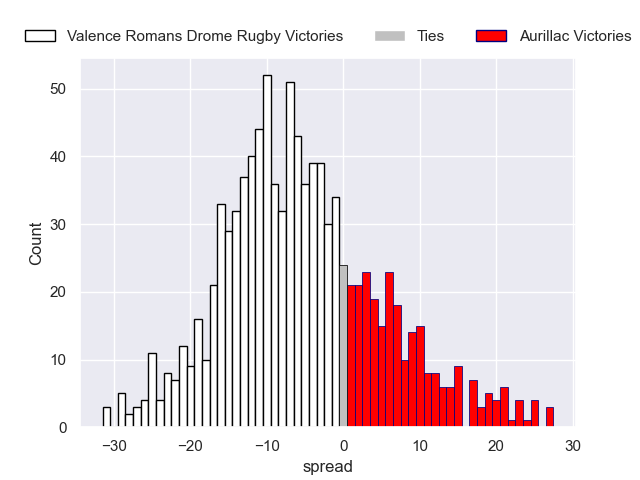 Valence Romans Drome Rugby Victories Ties Aurillac Victories
50
40
30
20
10
0
Count
−30 −20 −10 0 10 20 30
spread